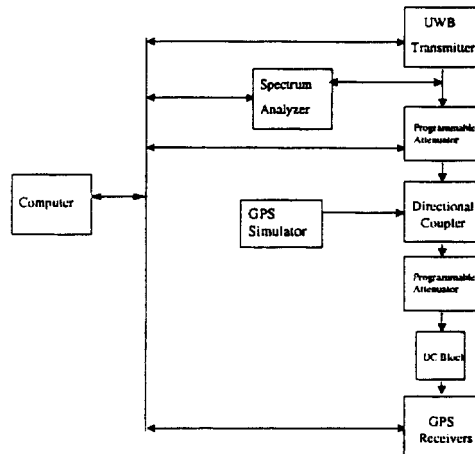 UWB
Transmitter
Spectrum
Analyzer
Programmable
Attenuator
Computer
GPS
Simulator
Directional
Coupler
Programmable
Attenuator
DC Block
GPS
Receivers